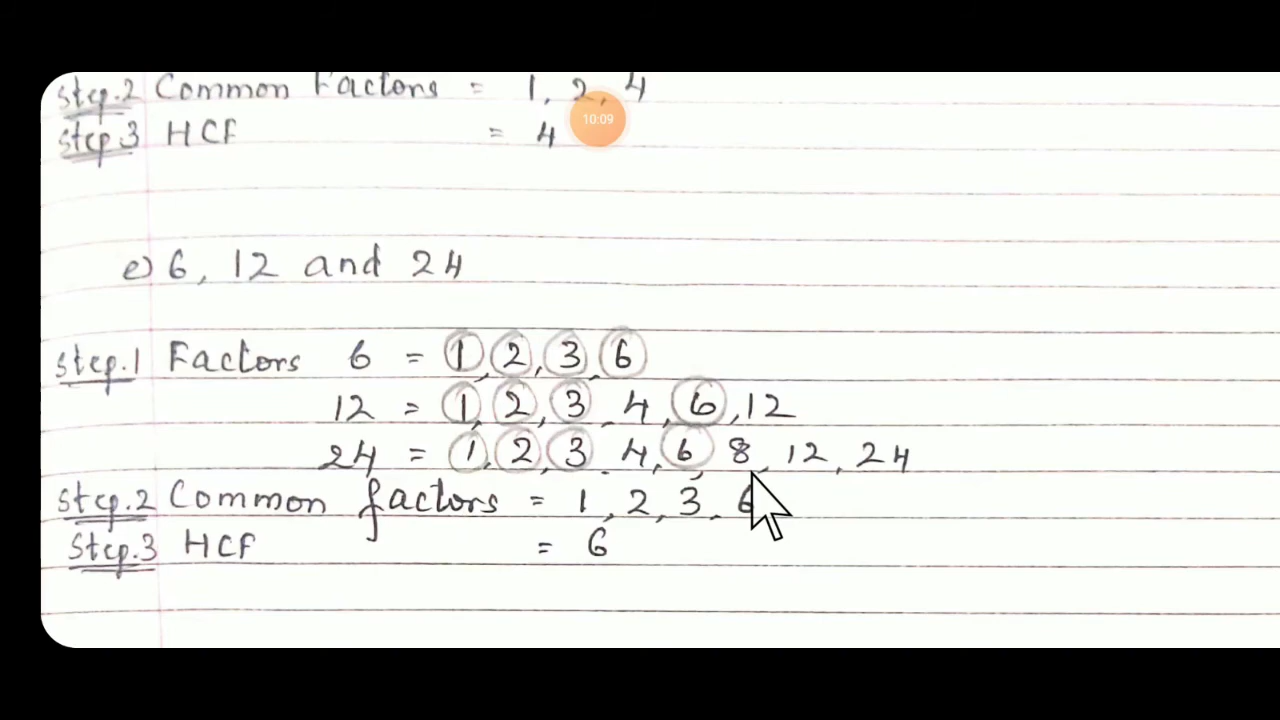 Step.2 Common Factors = 1, 2, 4
Step.3 HCF = 4
10:09
e) 6, 12 and 24
Step.1 Factors 6 = 1, 2, 3, 6
12 = 1, 2, 3, 4, 6, 12
24 = 1, 2, 3, 4, 6, 8, 12, 24
Step.2 Common factors = 1, 2, 3, 6
Step.3 HCF = 6